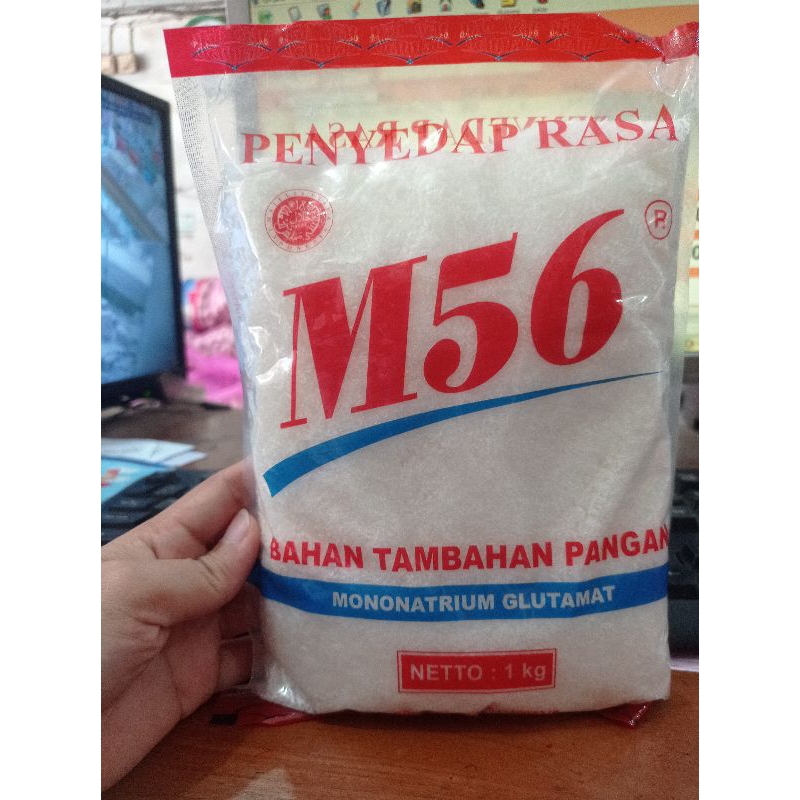 PENYEDAP RASA
M56
R
BAHAN TAMBAHAN PANGAN
MONONATRIUM GLUTAMAT
NETTO : 1 kg